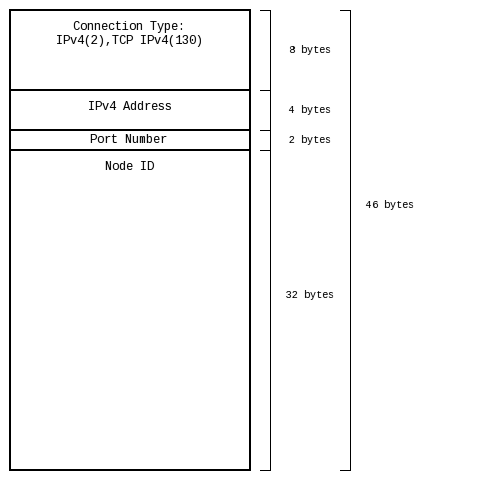 Connection Type:
IPv4(2),TCP IPv4(130)
8 bytes
IPv4 Address
4 bytes
Port Number
2 bytes
Node ID
46 bytes
32 bytes